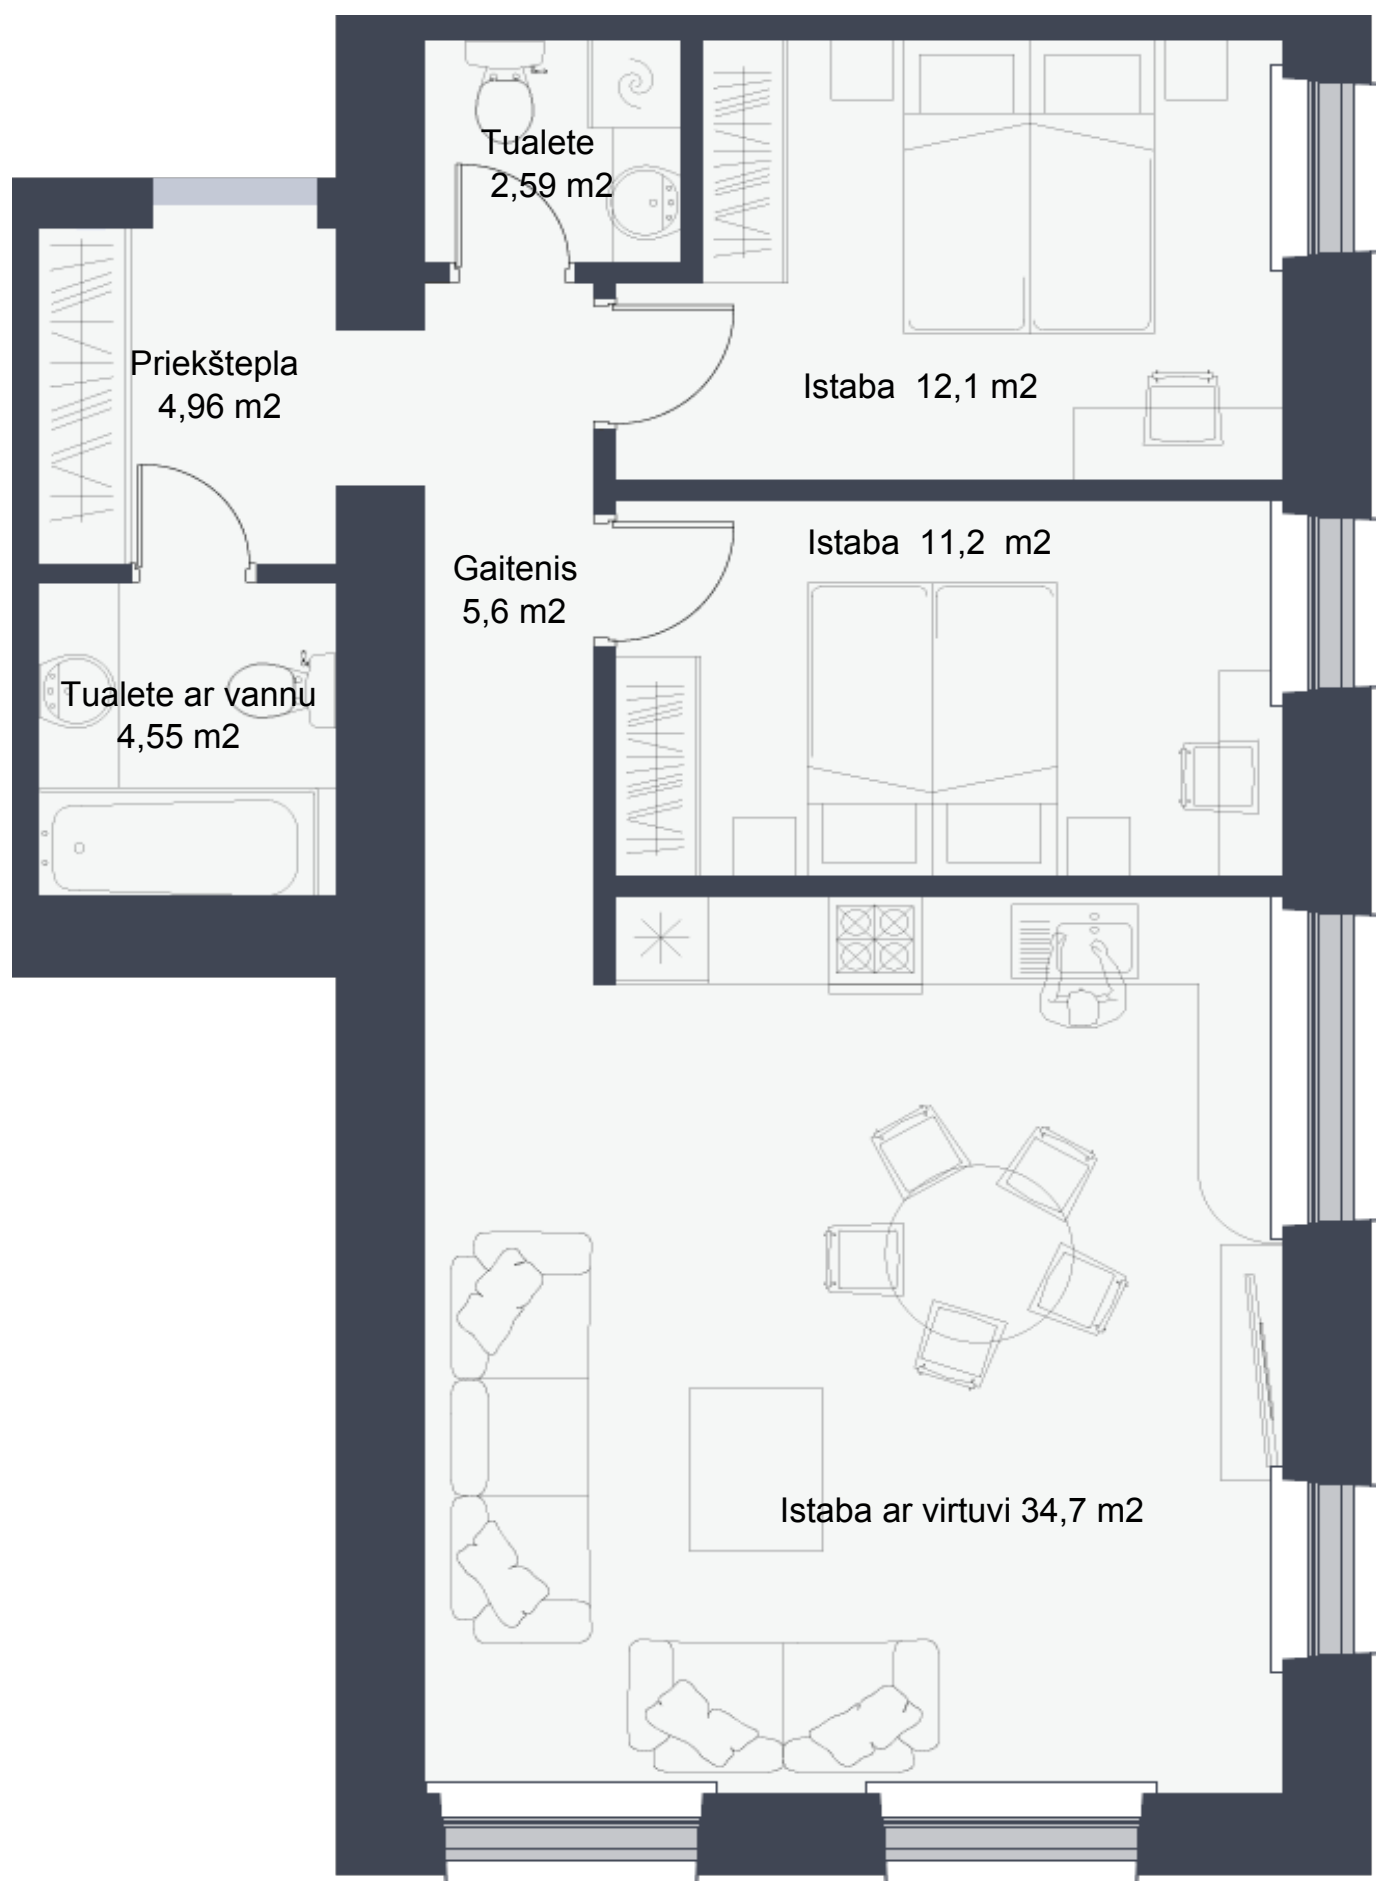 Tualete
2,59 m2
Priekštepla
4,96 m2
Istaba  12,1 m2
Istaba  11,2  m2
Gaitenis
5,6 m2
Tualete ar vannu
4,55 m2
Istaba ar virtuvi 34,7 m2